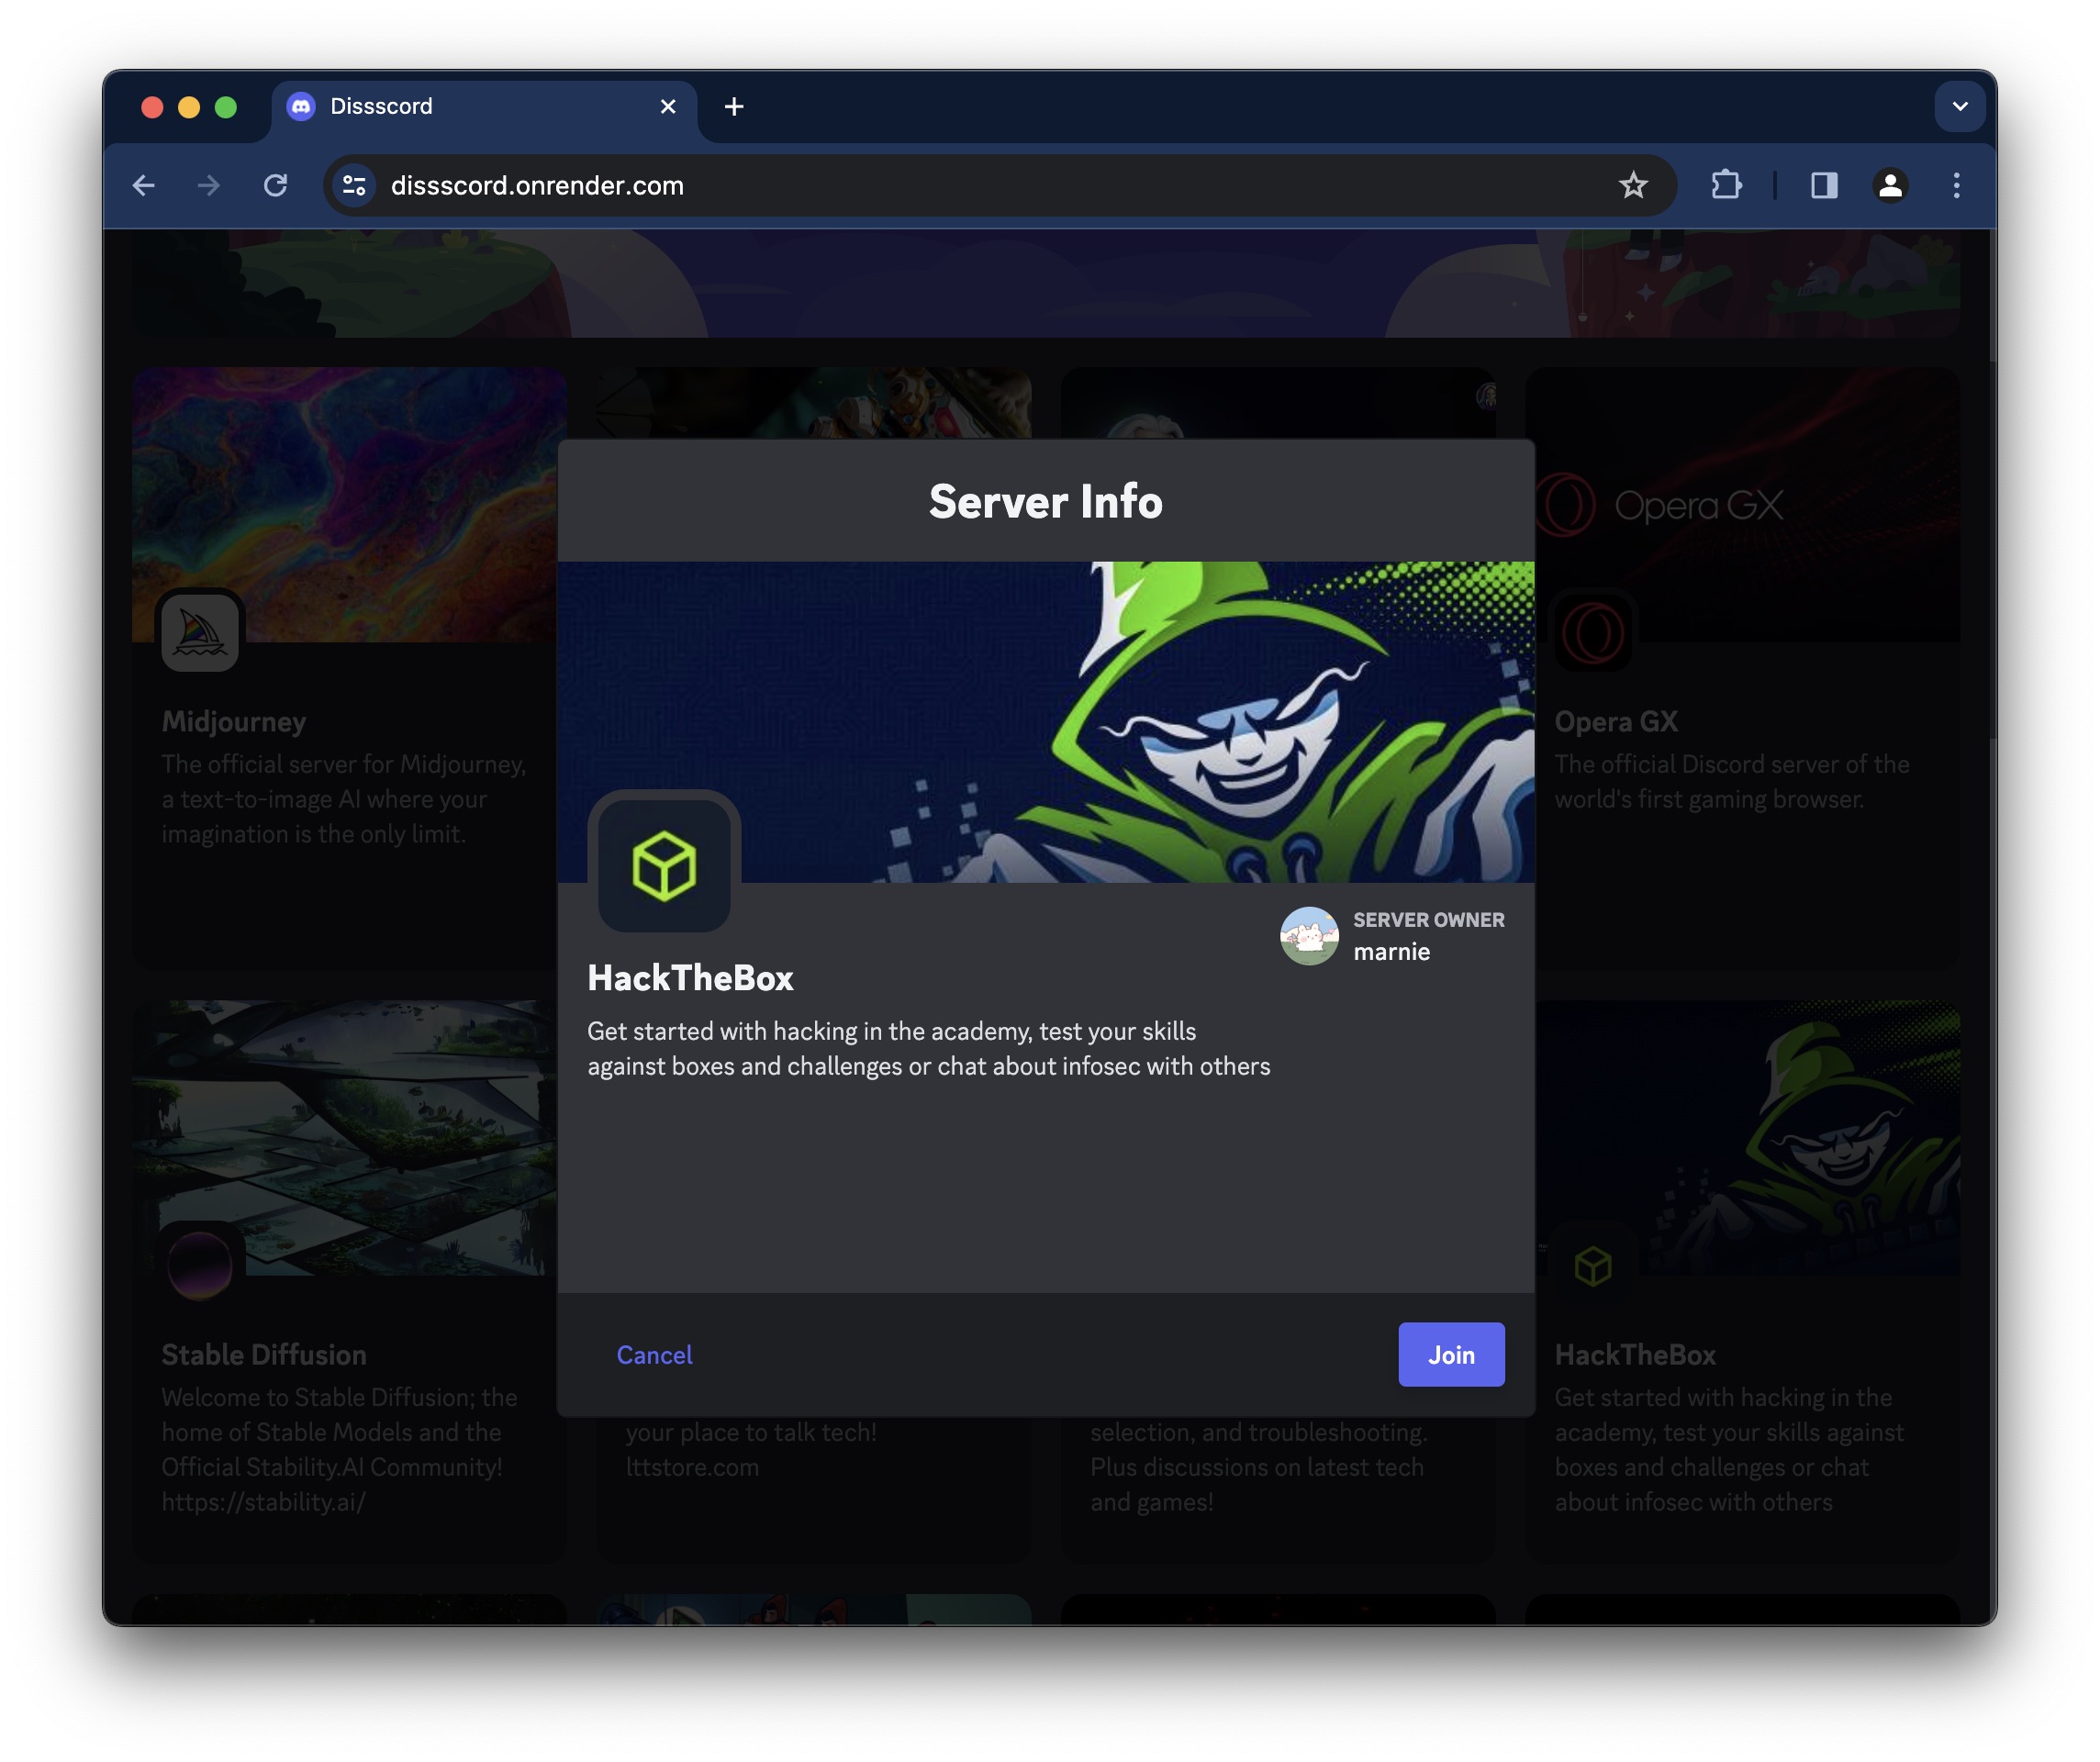 Dissscord
dissscord.onrender.com
Opera GX
Server Info
SERVER OWNER
marnie
HackTheBox
Get started with hacking in the academy, test your skills
against boxes and challenges or chat about infosec with others
Cancel
Join
Midjourney
The official server for Midjourney,
a text-to-image AI where your
imagination is the only limit.
Opera GX
The official Discord server of the
world's first gaming browser.
Stable Diffusion
Welcome to Stable Diffusion; the
home of Stable Models and the
Official Stability.AI Community!
https://stability.ai/
your place to talk tech!
lttstore.com
selection, and troubleshooting.
Plus discussions on latest tech
and games!
HackTheBox
Get started with hacking in the
academy, test your skills against
boxes and challenges or chat
about infosec with others